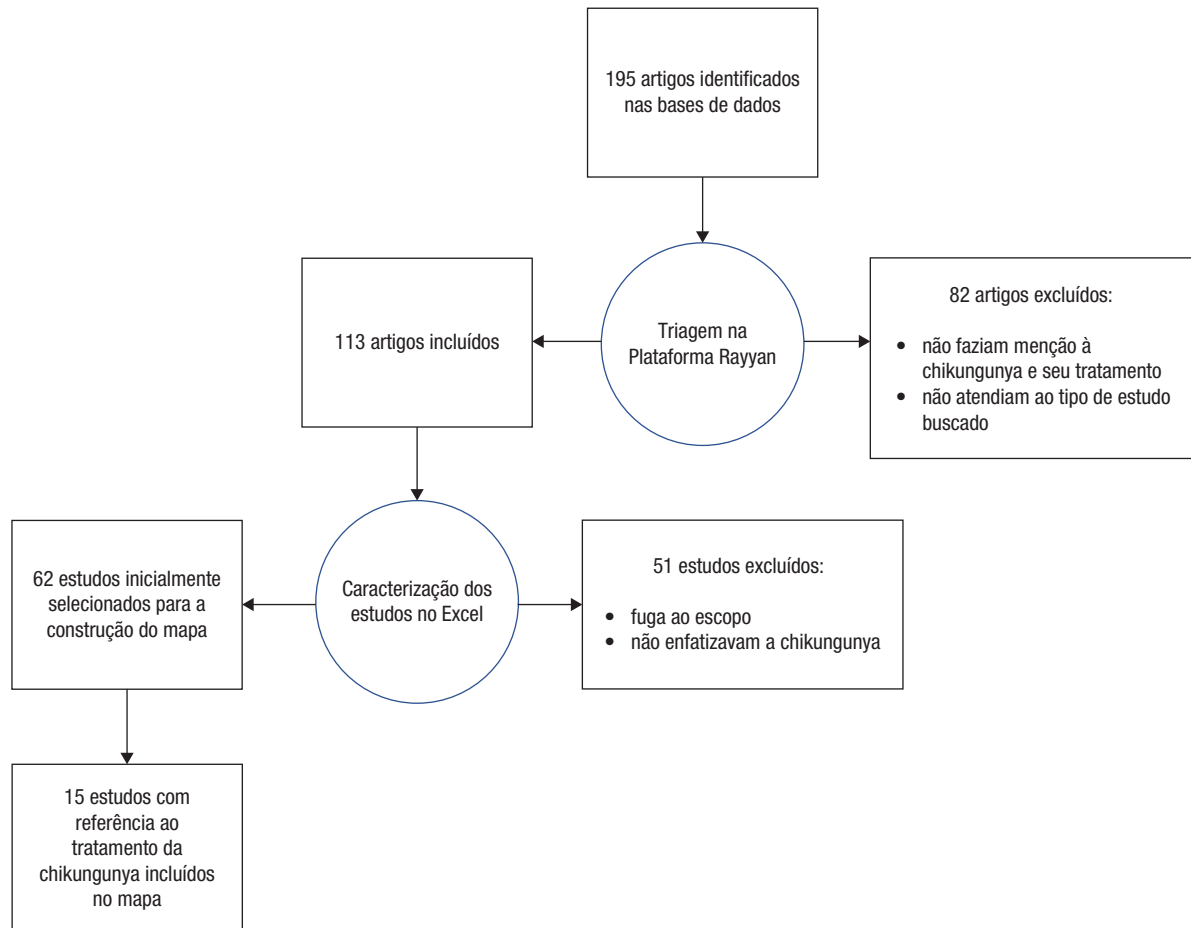 195 artigos identificados
nas bases de dados
113 artigos incluídos
Triagem na
Plataforma Rayyan
82 artigos excluídos:
• não faziam menção à
chikungunya e seu tratamento
• não atendiam ao tipo de estudo
buscado
62 estudos inicialmente
selecionados para a
construção do mapa
Caracterização dos
estudos no Excel
51 estudos excluídos:
• fuga ao escopo
• não enfatizavam a chikungunya
15 estudos com
referência ao
tratamento da
chikungunya incluídos
no mapa